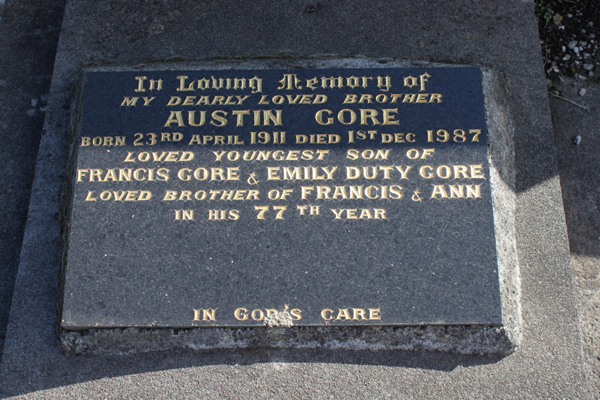 In Loving Memory of
MY DEARLY LOVED BROTHER
AUSTIN GORE
BORN 23RD APRIL 1911 DIED 1ST DEC 1987
LOVED YOUNGEST SON OF
FRANCIS GORE & EMILY DUTY GORE
LOVED BROTHER OF FRANCIS & ANN
IN HIS 77TH YEAR
IN GOD'S CARE